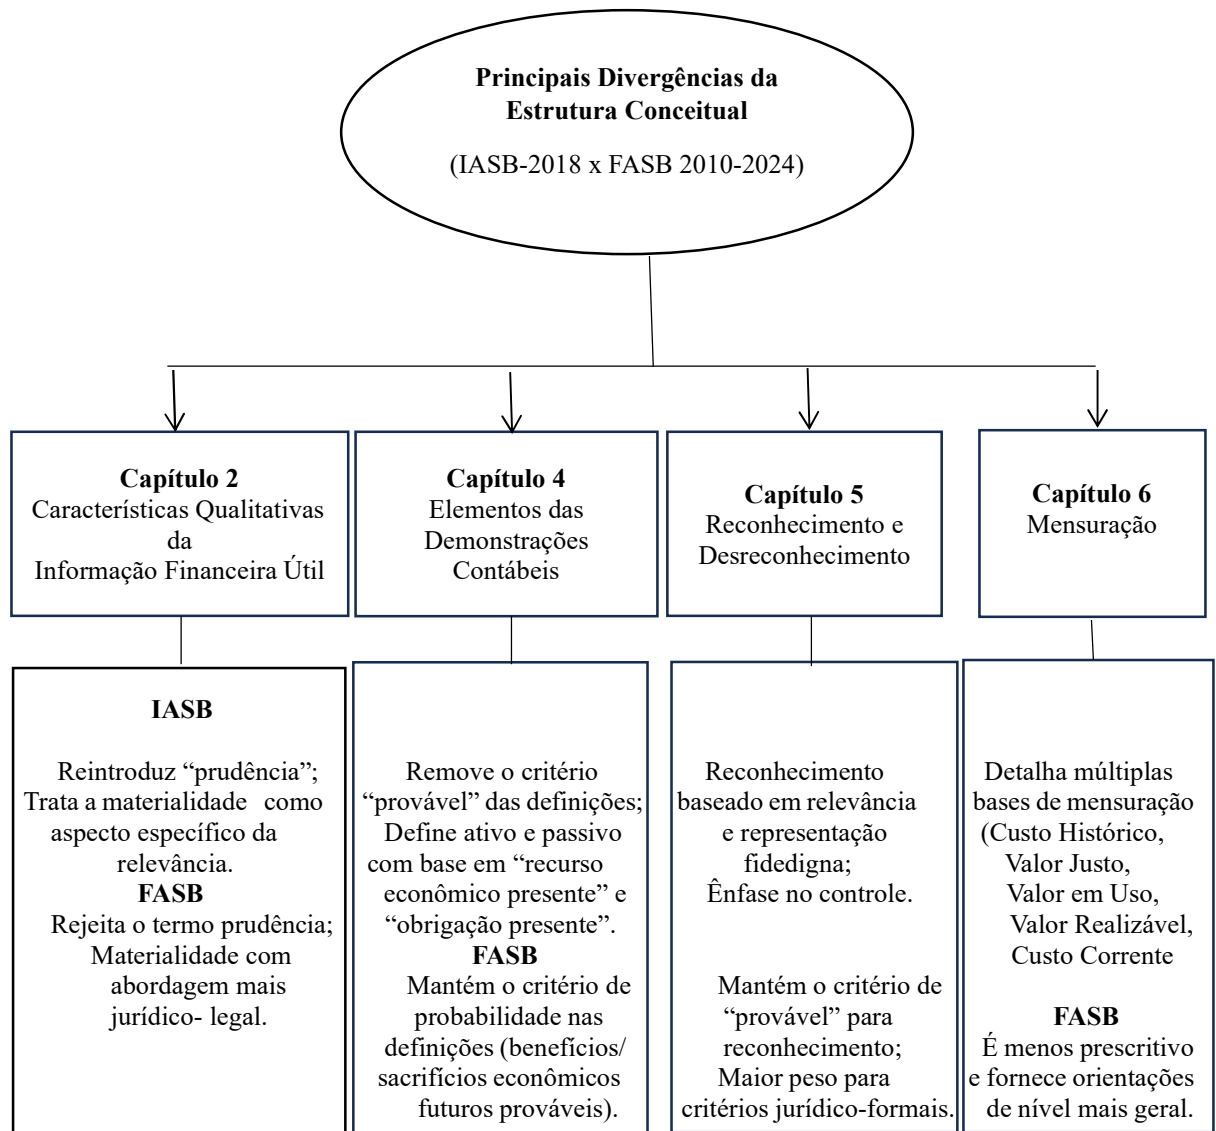 Principais Divergências da
Estrutura Conceitual
(IASB-2018 x FASB 2010-2024)
Capítulo 2
Características Qualitativas
da
Informação Financeira Útil
Capítulo 4
Elementos das
Demonstrações
Contábeis
Capítulo 5
Reconhecimento e
Desreconhecimento
Capítulo 6
Mensuração
IASB
Reintroduz “prudência”;
Trata a materialidade como
aspecto específico da
relevância.
FASB
Rejeita o termo prudência;
Materialidade com
abordagem mais
jurídico- legal.
Remove o critério
“provável” das definições;
Define ativo e passivo
com base em “recurso
econômico presente” e
“obrigação presente”.
FASB
Mantém o critério de
probabilidade nas
definições (benefícios/
sacrifícios econômicos
futuros prováveis).
Reconhecimento
baseado em relevância
e representação
fidedigna;
Ênfase no controle.
Mantém o critério de
“provável” para
reconhecimento;
Maior peso para
critérios jurídico-formais.
Detalha múltiplas
bases de mensuração
(Custo Histórico,
Valor Justo,
Valor em Uso,
Valor Realizável,
Custo Corrente
FASB
É menos prescritivo
e fornece orientações
de nível mais geral.